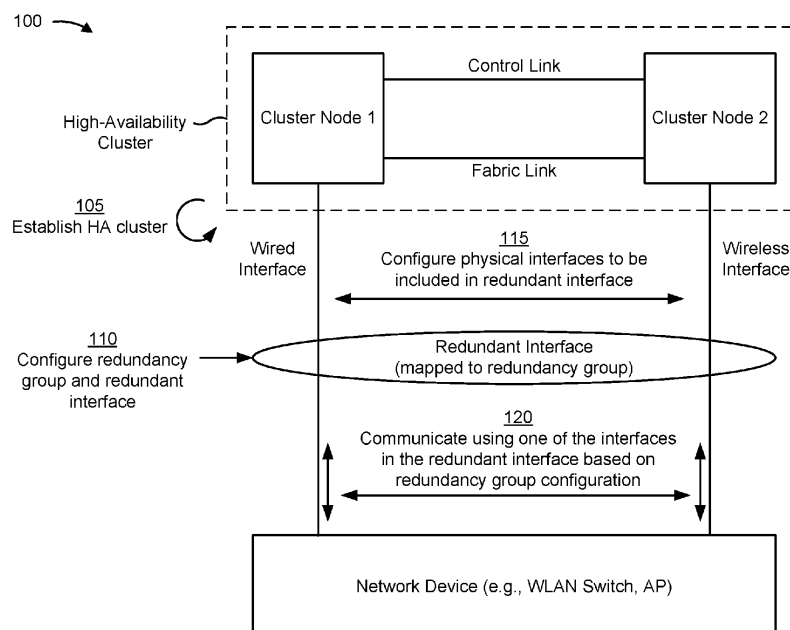 100
Control Link
Cluster Node 1
Cluster Node 2
High-Availability
Cluster
Fabric Link
105
Establish HA cluster
Wired
Interface
115
Configure physical interfaces to be
included in redundant interface
Wireless
Interface
110
Configure redundancy
group and redundant
interface
Redundant Interface
(mapped to redundancy group)
120
Communicate using one of the interfaces
in the redundant interface based on
redundancy group configuration
Network Device (e.g., WLAN Switch, AP)